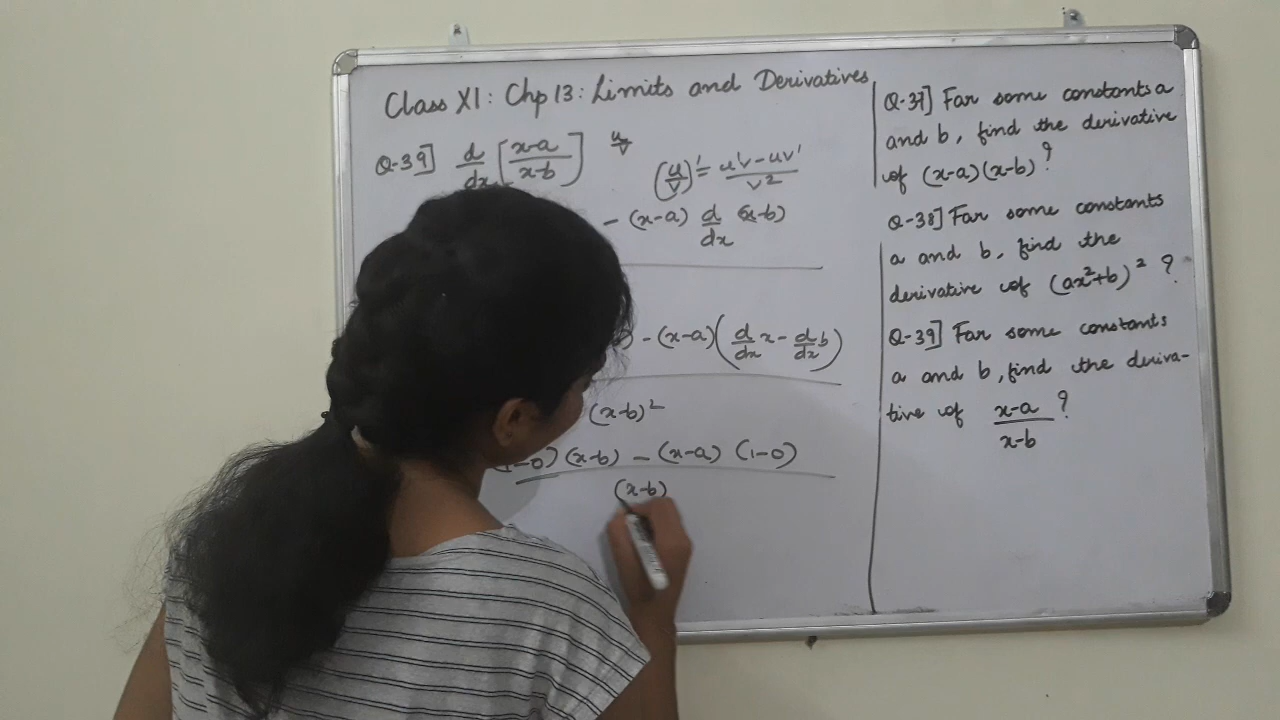 Class XI: Chp 13: Limits and Derivatives
Q-39] d/dx [(x-a)/(x-b)] u/v
(u/v)' = (u'v - uv')/v²
- (x-a) d/dx (x-b)
) - (x-a) (d/dx x - d/dx b)
(x-b)²
(1-0) (x-b) - (x-a) (1-0)
(x-b)
Q-37] For some constants a
and b, find the derivative
of (x-a) (x-b) ?
Q-38] For some constants
a and b, find the
derivative of (ax²+b)² ?
Q-39] For some constants
a and b, find the deriva-
tive of (x-a)/(x-b) ?